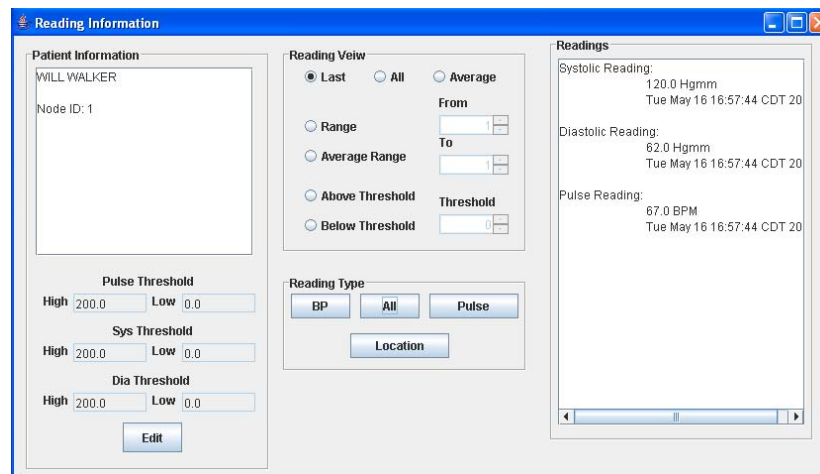 Reading Information
Patient Information
WILL WALKER
Node ID: 1
Pulse Threshold
High 200.0 Low 0.0
Sys Threshold
High 200.0 Low 0.0
Dia Threshold
High 200.0 Low 0.0
Edit
Reading Veiw
Last All Average
From
Range 1
To
Average Range 1
Above Threshold Threshold
Below Threshold 0
Reading Type
BP All Pulse
Location
Readings
Systolic Reading:
120.0 Hgmm
Tue May 16 16:57:44 CDT 20
Diastolic Reading:
62.0 Hgmm
Tue May 16 16:57:44 CDT 20
Pulse Reading:
67.0 BPM
Tue May 16 16:57:44 CDT 20